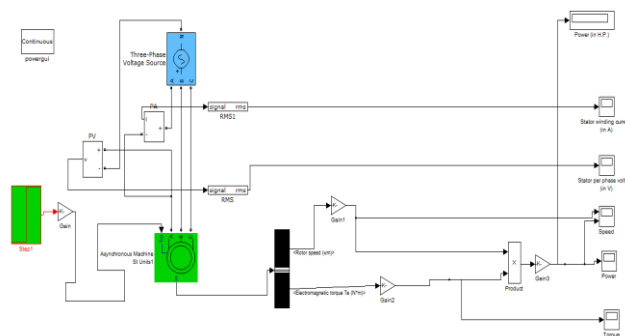 Continuous
powergui
Three-Phase
Voltage Source
N
A B C
PA
PV
signal rms
RMS1
signal rms
RMS
Power (in H.P.)
Stator winding curre
(in A)
Stator per phase volt
(in V)
Step1
K-
Gain
Asynchronous Machine
SI Units1
Tm
m
A B C
<Rotor speed (wm)>
<Electromagnetic torque Te (N*m)>
K-
Gain1
K-
Gain2
X
Product
K-
Gain3
Speed
Power
Torque